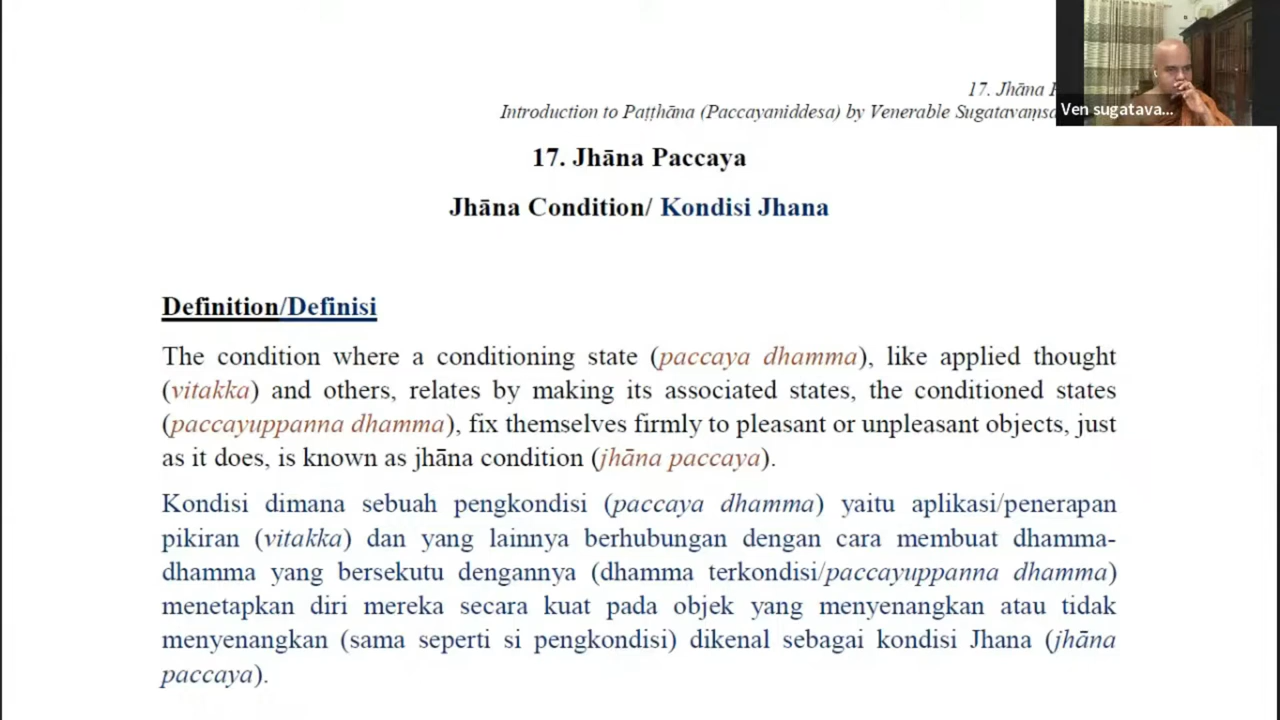 17. Jhāna
Introduction to Paṭṭhāna (Paccayaniddesa) by Venerable Sugatavaṃsa
Ven sugatava...
17. Jhāna Paccaya
Jhāna Condition/ Kondisi Jhana
Definition/Definisi
The condition where a conditioning state (paccaya dhamma), like applied thought
(vitakka) and others, relates by making its associated states, the conditioned states
(paccayuppanna dhamma), fix themselves firmly to pleasant or unpleasant objects, just
as it does, is known as jhāna condition (jhāna paccaya).
Kondisi dimana sebuah pengkondisi (paccaya dhamma) yaitu aplikasi/penerapan
pikiran (vitakka) dan yang lainnya berhubungan dengan cara membuat dhamma-
dhamma yang bersekutu dengannya (dhamma terkondisi/paccayuppanna dhamma)
menetapkan diri mereka secara kuat pada objek yang menyenangkan atau tidak
menyenangkan (sama seperti si pengkondisi) dikenal sebagai kondisi Jhana (jhāna
paccaya).